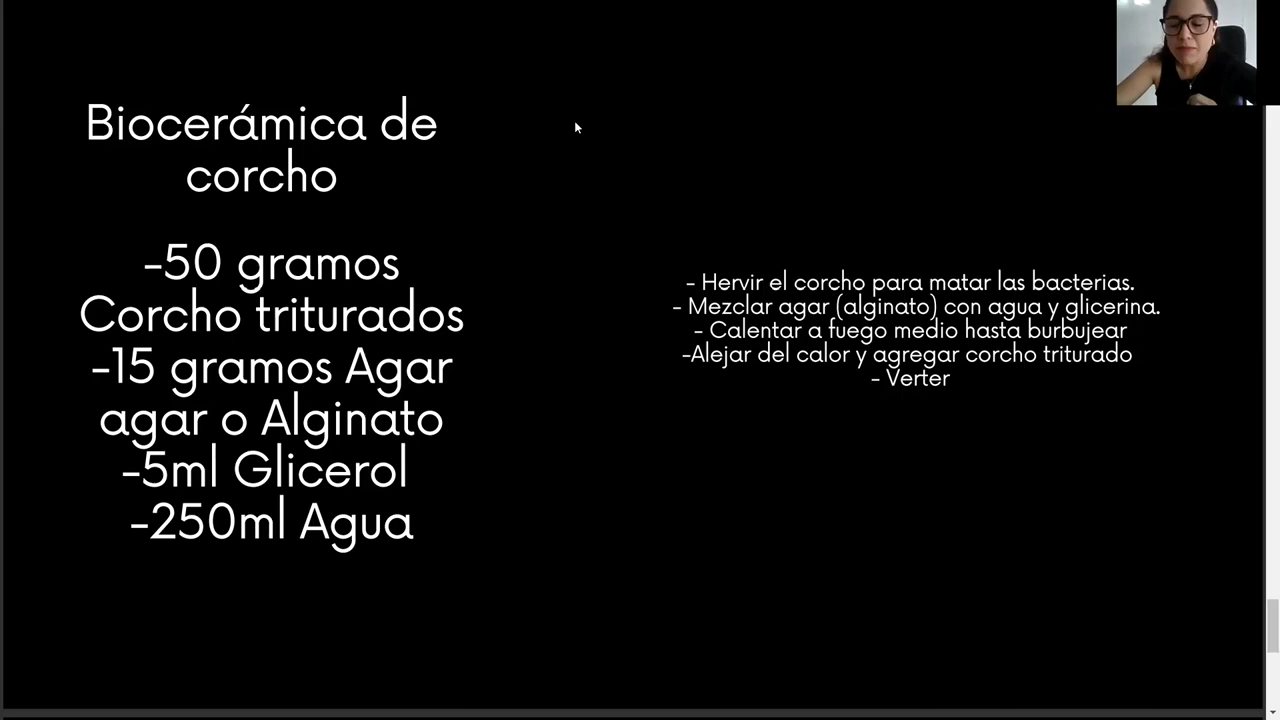 Biocerámica de
corcho
-50 gramos
Corcho triturados
-15 gramos Agar
agar o Alginato
-5ml Glicerol
-250ml Agua
- Hervir el corcho para matar las bacterias.
- Mezclar agar (alginato) con agua y glicerina.
- Calentar a fuego medio hasta burbujear
-Alejar del calor y agregar corcho triturado
- Verter